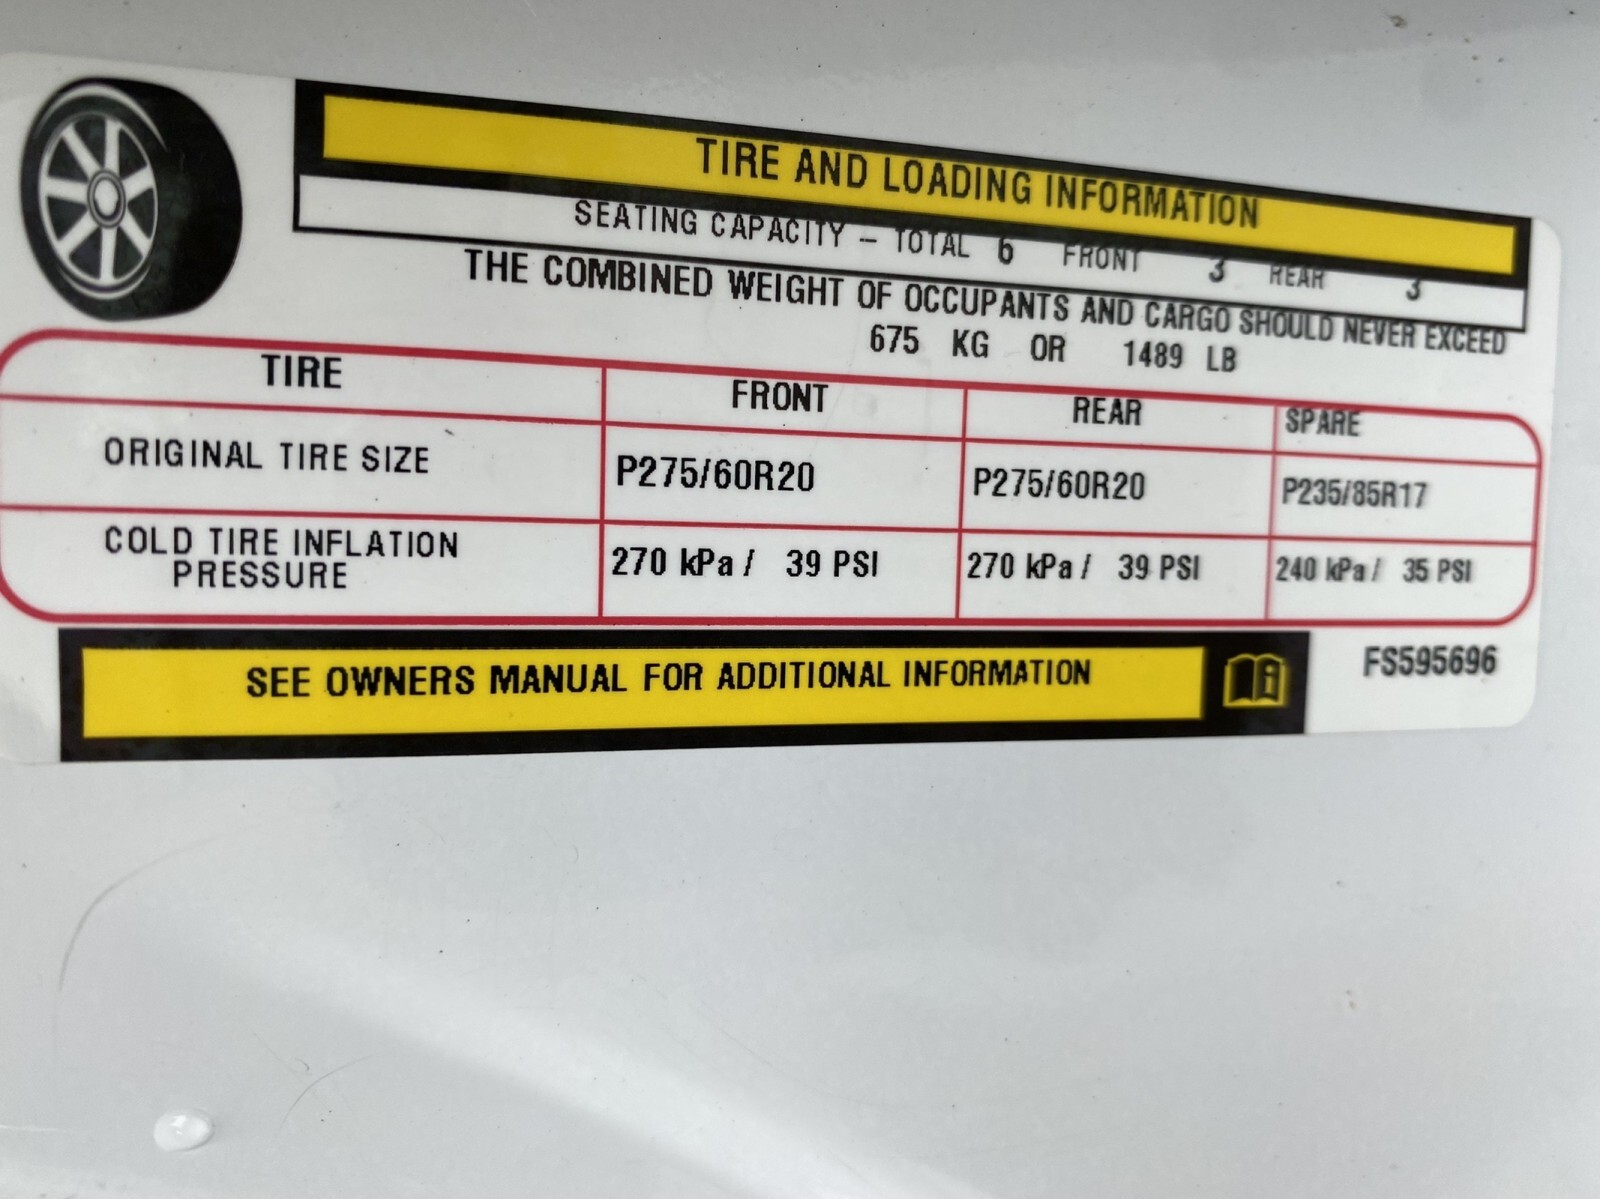 TIRE AND LOADING INFORMATION
SEATING CAPACITY – TOTAL 6 FRONT 3 REAR 3
THE COMBINED WEIGHT OF OCCUPANTS AND CARGO SHOULD NEVER EXCEED
675 KG OR 1489 LB
TIRE FRONT REAR SPARE
ORIGINAL TIRE SIZE P275/60R20 P275/60R20 P235/85R17
COLD TIRE INFLATION PRESSURE 270 kPa / 39 PSI 270 kPa / 39 PSI 240 kPa / 35 PSI
SEE OWNERS MANUAL FOR ADDITIONAL INFORMATION
FS595696